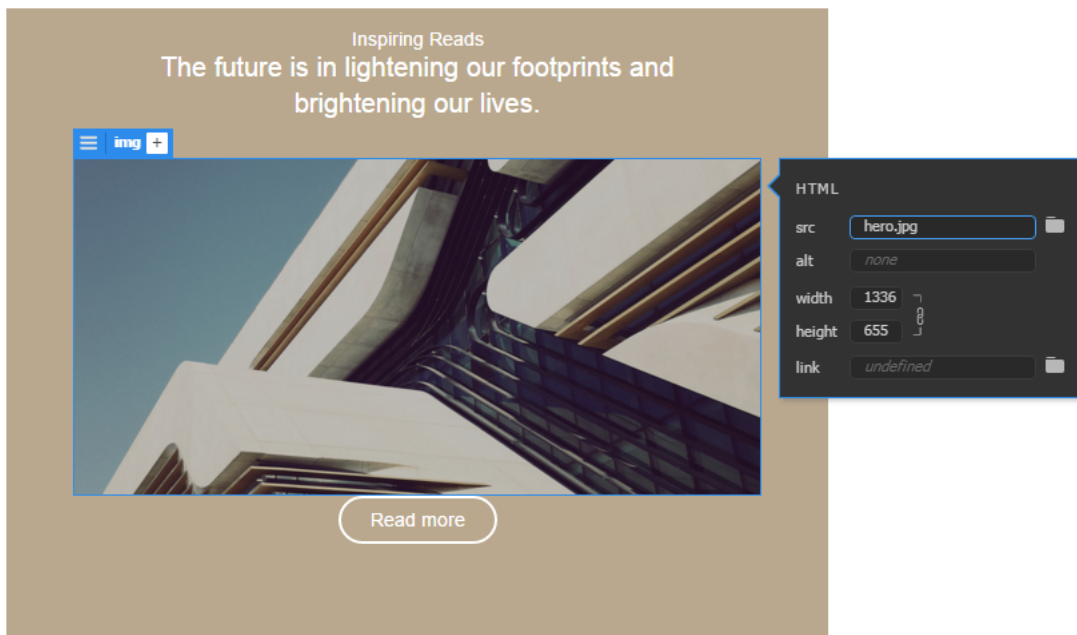 Inspiring Reads
The future is in lightening our footprints and
brightening our lives.
img +
HTML
src hero.jpg
alt none
width 1336
height 655
link undefined
Read more